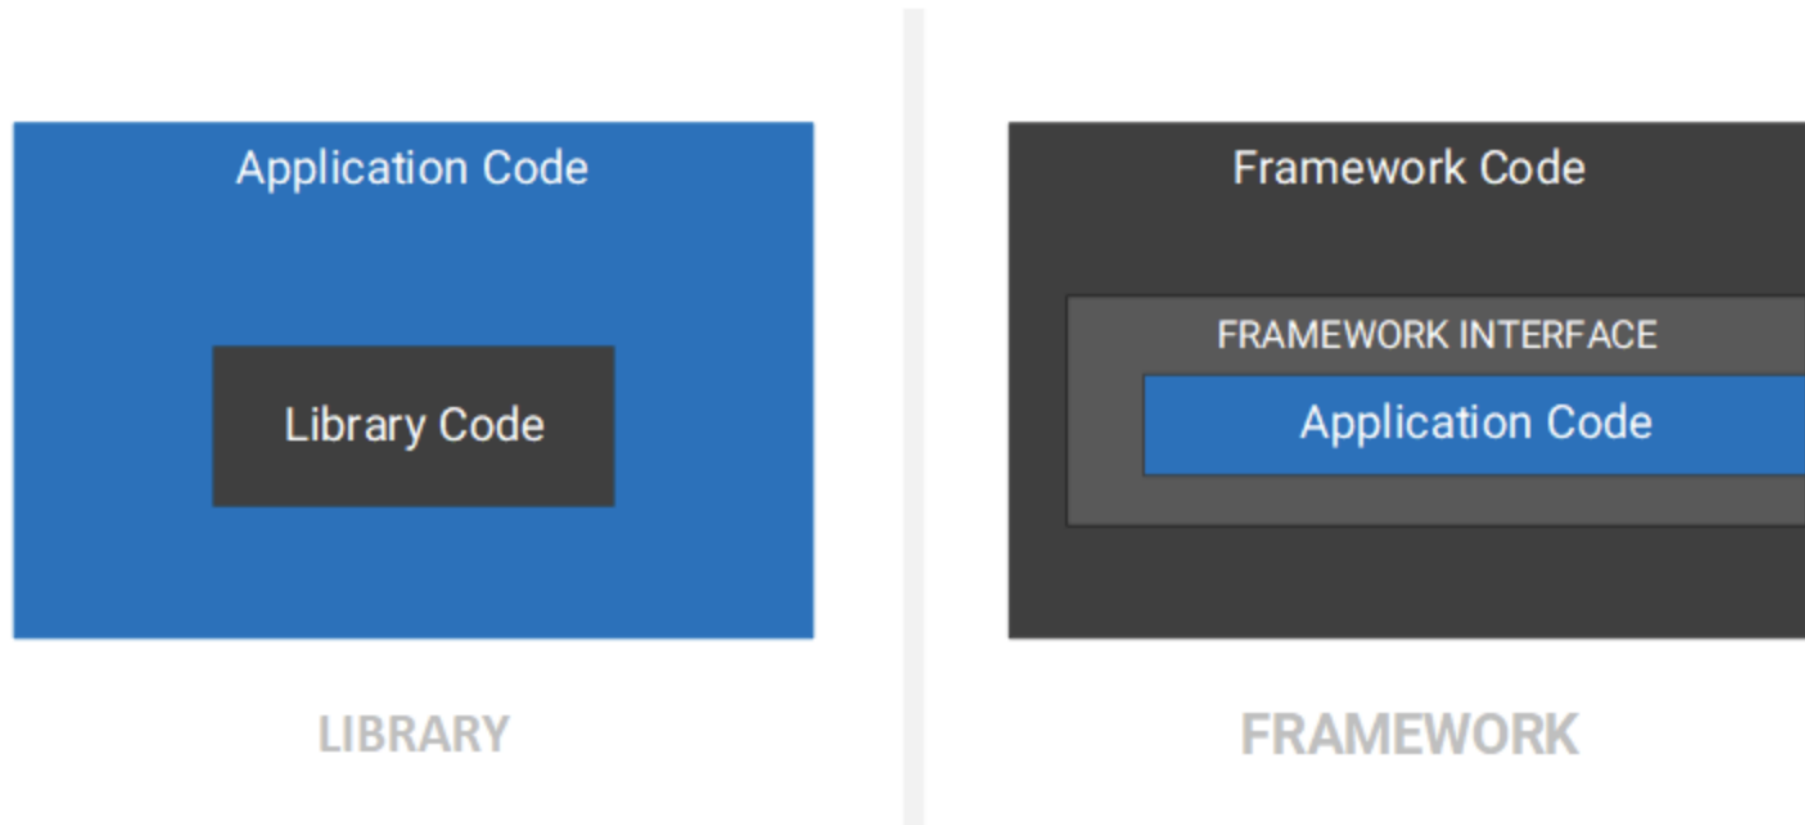 Application Code
Library Code
LIBRARY
Framework Code
FRAMEWORK INTERFACE
Application Code
FRAMEWORK